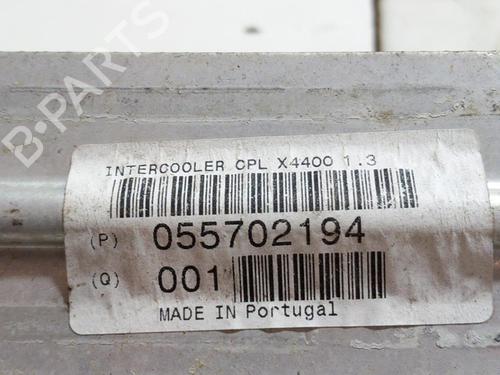 B-PARTS
INTERCOOLER CPL X4400 1.3
(P) 055702194
(Q) 001
MADE IN Portugal